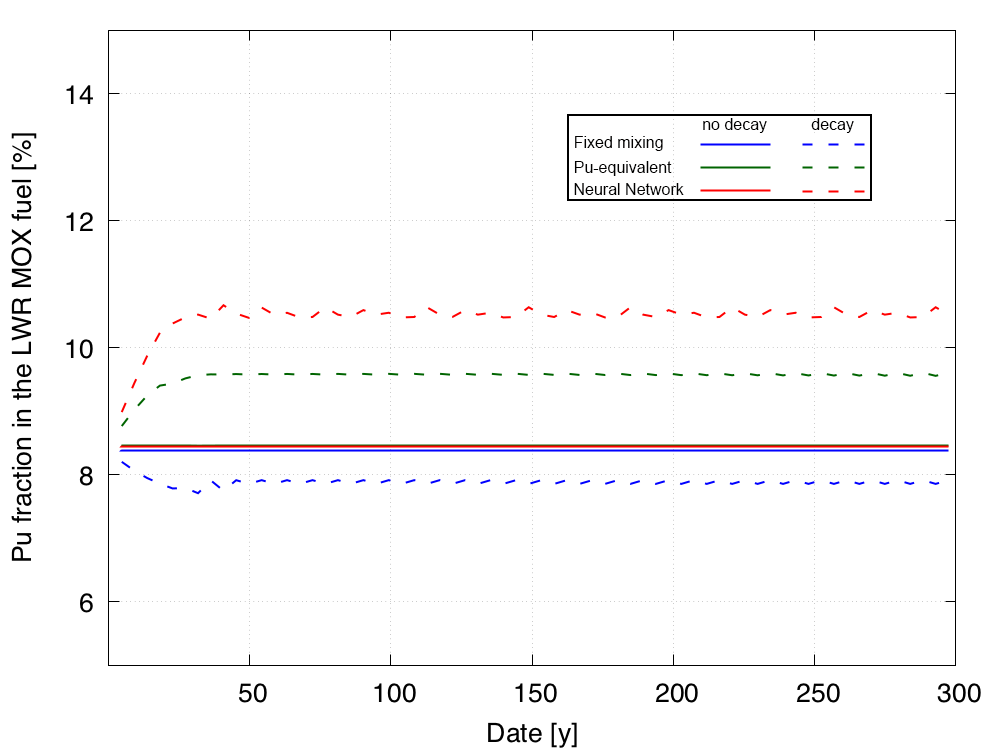 14
12
10
8
6
50
100
150
200
250
300
Pu fraction in the LWR MOX fuel [%]
Date [y]
no decay decay
Fixed mixing
Pu-equivalent
Neural Network